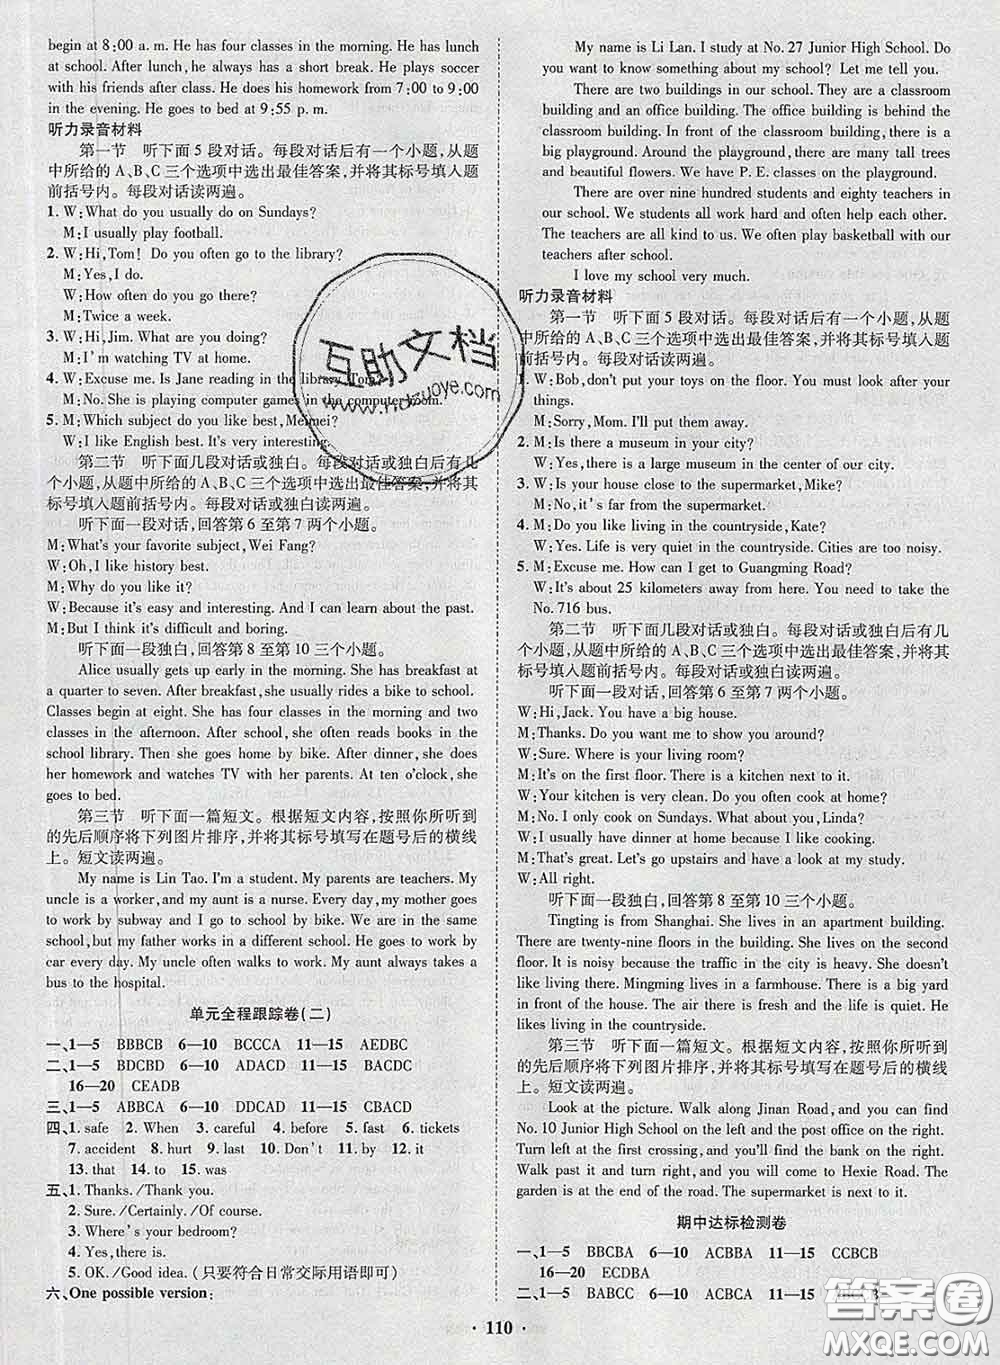 begin at 8:00 a. m. He has four classes in the morning. He has lunch
at school. After lunch, he always has a short break. He plays soccer
with his friends after class. He does his homework from 7:00 to 9:00
in the evening. He goes to bed at 9:55 p. m.
听力录音材料
第一节 听下面 5 段对话。每段对话后有一个小题,从
题中所给的 A、B、C 三个选项中选出最佳答案,并将其标号填入题
前括号内。每段对话读两遍。
1. W: What do you usually do on Sundays?
M: I usually play football.
2. W: Hi, Tom! Do you often go to the library?
M: Yes, I do.
W: How often do you go there?
M: Twice a week.
3. W: Hi, Jim. What are you doing?
M: I'm watching TV at home.
4. W: Excuse me. Is Jane reading in the library, Tom?
M: No. She is playing computer games in the computer room.
5. M: Which subject do you like best, Meimei?
W: I like English best. It's very interesting.
第二节 听下面几段对话或独白。每段对话或独白后有几
个小题,从题中所给的 A、B、C 三个选项中选出最佳答案,并将其
标号填入题前括号内。每段对话或独白读两遍。
听下面一段对话,回答第 6 至第 7 两个小题。
M: What's your favorite subject, Wei Fang?
W: Oh, I like history best.
M: Why do you like it?
W: Because it's easy and interesting. And I can learn about the past.
M: But I think it's difficult and boring.
听下面一段独白,回答第 8 至第 10 三个小题。
Alice usually gets up early in the morning. She has breakfast at
a quarter to seven. After breakfast, she usually rides a bike to school.
Classes begin at eight. She has four classes in the morning and two
classes in the afternoon. After school, she often reads books in the
school library. Then she goes home by bike. After dinner, she does
her homework and watches TV with her parents. At ten o'clock, she
goes to bed.
第三节 听下面一篇短文。根据短文内容,按照你所听到
的先后顺序将下列图片排序,并将其标号填写在题号后的横线
上。短文读两遍。
My name is Lin Tao. I'm a student. My parents are teachers. My
uncle is a worker, and my aunt is a nurse. Every day, my mother goes
to work by subway and I go to school by bike. We are in the same
school, but my father works in a different school. He goes to work by
car every day. My uncle often walks to work. My aunt always takes a
bus to the hospital.
单元全程跟踪卷(二)
一、1—5 BBBCB 6—10 BCCCA 11—15 AEDBC
二、1—5 BDCBD 6—10 ADACD 11—15 BACDC
16—20 CEADB
三、1—5 ABBCA 6—10 DDCAD 11—15 CBACD
四、1. safe 2. When 3. careful 4. before 5. fast 6. tickets
7. accident 8. hurt 9. last 10. Don't 11. by 12. it
13. that 14. to 15. was
五、1. Thanks. /Thank you.
2. Sure. /Certainly. /Of course.
3. Where's your bedroom?
4. Yes, there is.
5. OK. /Good idea. (只要符合日常交际用语即可)
六、One possible version:
My name is Li Lan. I study at No. 27 Junior High School. Do
you want to know something about my school? Let me tell you.
There are two buildings in our school. They are a classroom
building and an office building. The office building is behind the
classroom building. In front of the classroom building, there is a
big playground. Around the playground, there are many tall trees
and beautiful flowers. We have P. E. classes on the playground.
There are over nine hundred students and eighty teachers in
our school. We students all work hard and often help each other.
The teachers are all kind to us. We often play basketball with our
teachers after school.
I love my school very much.
听力录音材料
第一节 听下面 5 段对话。每段对话后有一个小题,从题
中所给的 A、B、C 三个选项中选出最佳答案,并将其标号填入题前
括号内。每段对话读两遍。
1. W: Bob, don't put your toys on the floor. You must look after your
things.
M: Sorry, Mom. I'll put them away.
2. M: Is there a museum in your city?
W: Yes, there is a large museum in the center of our city.
3. W: Is your house close to the supermarket, Mike?
M: No, it's far from the supermarket.
4. M: Do you like living in the countryside, Kate?
W: Yes. Life is very quiet in the countryside. Cities are too noisy.
5. M: Excuse me. How can I get to Guangming Road?
W: It's about 25 kilometers away from here. You need to take the
No. 716 bus.
第二节 听下面几段对话或独白。每段对话或独白后有几
个小题,从题中所给的 A、B、C 三个选项中选出最佳答案,并将其
标号填入题前括号内。每段对话或独白读两遍。
听下面一段对话,回答第 6 至第 7 两个小题。
W: Hi, Jack. You have a big house.
M: Thanks. Do you want me to show you around?
W: Sure. Where is your living room?
M: It's on the first floor. There is a kitchen next to it.
W: Your kitchen is very clean. Do you often cook at home?
M: No. I only cook on Sundays. What about you, Linda?
W: I usually have dinner at home because I like cooking.
M: That's great. Let's go upstairs and have a look at my bedroom.
W: All right.
听下面一段独白,回答第 8 至第 10 三个小题。
Tingting is from Shanghai. She lives in an apartment building.
There are twenty-nine floors in the building. She lives on the second
floor. It is noisy because the traffic in the city is heavy. She doesn't
like living there. Mingming lives in a farmhouse. There is a big yard
in front of his house. The air there is fresh and the life is quiet. He
likes living in the countryside.
第三节 听下面一篇短文。根据短文内容,按照你所听到
的先后顺序将下列图片排序,并将其标号填写在题号后的横线上。
短文读两遍。
Look at the picture. Walk along Jinan Road, and you can find
No. 10 Junior High School on the left and the post office on the right.
Turn left at the first crossing, and you'll find the bank on the right.
Walk past it and turn right, and you will come to Hexie Road. The
garden is at the end of the road. The supermarket is next to it.
期中达标检测卷
一、1—5 BBCBA 6—10 ACBBA 11—15 CCBCB
16—20 ECDBA
二、1—5 BABCC 6—10 ACABC 11—15
· 110 ·
互助文档
www.hdzuoye.com
答案圈
MXQE.COM